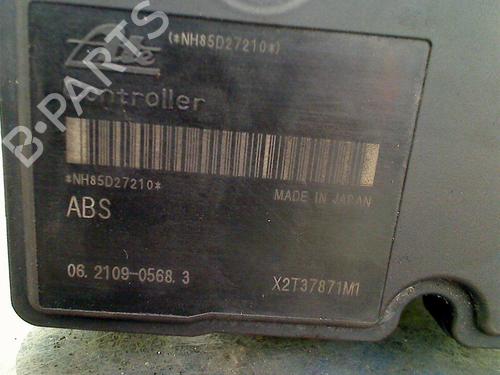 Ate (*NH85D27210*)
Controller
*NH85D27210*
MADE IN JAPAN
ABS
06.2109-0568.3
X2T37871M1
B-PARTS